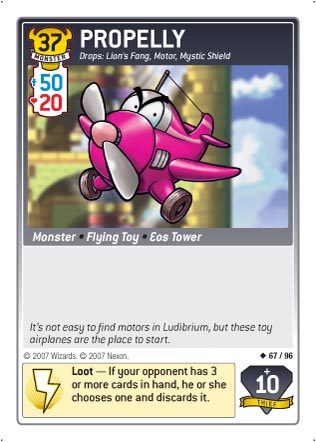 37
MONSTER
PROPELLY
Drops: Lion's Fang, Motor, Mystic Shield
+50
20
Monster • Flying Toy • Eos Tower
It's not easy to find motors in Ludibrium, but these toy
airplanes are the place to start.
© 2007 Wizards. © 2007 Nexon.
◆ 67 / 96
Loot — If your opponent has 3
or more cards in hand, he or she
chooses one and discards it.
+
10
THIEF